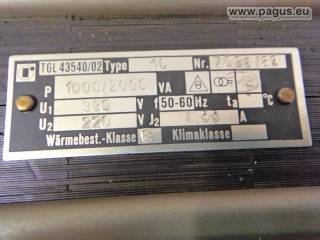 www.pagus.eu
TGL 43540/02 Type 10 Nr.
P 1000/2000 VA
U1 380 V f 50-60 Hz ta °C
U2 220 V J2 A
Wärmebest.-Klasse E Klimaklasse